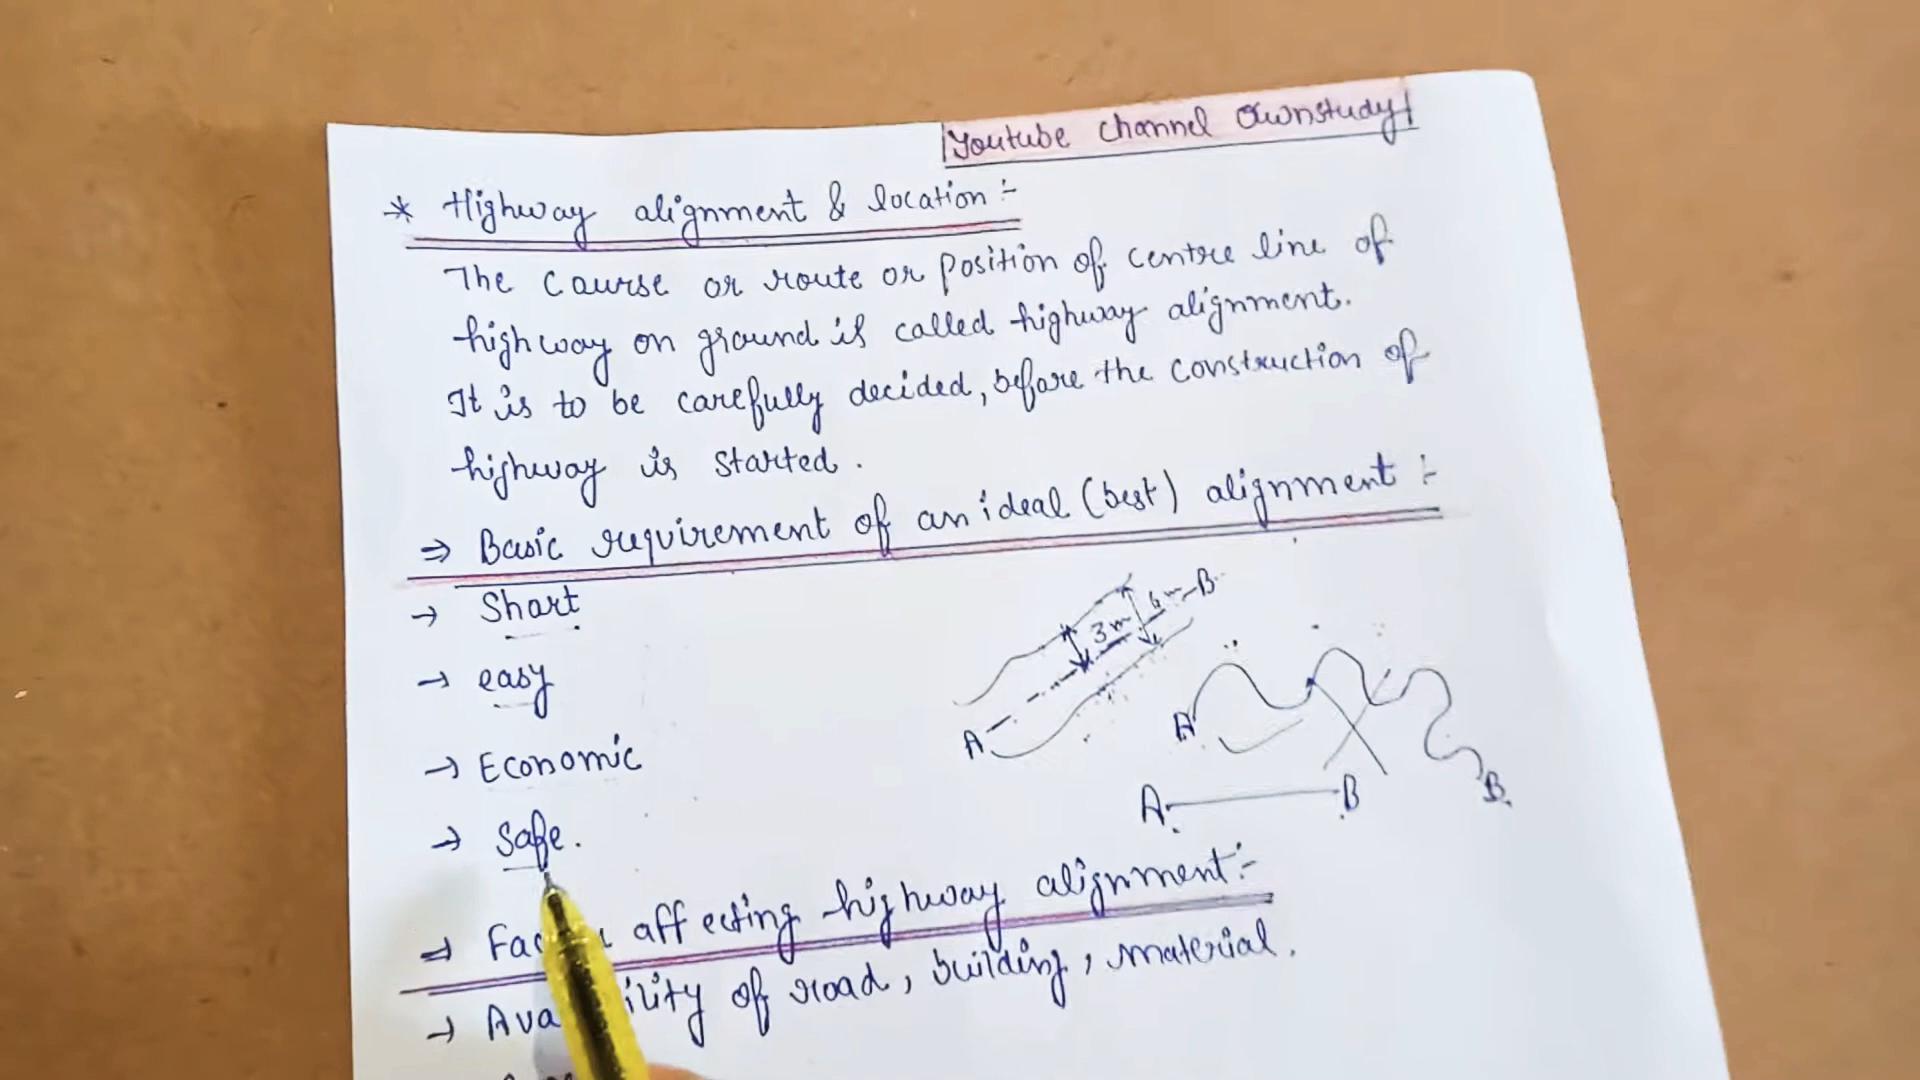 Youtube channel Ownstudy
* Highway alignment & location :-
The course or route or position of centre line of
highway on ground is called highway alignment.
It is to be carefully decided, before the construction of
highway is started.
⇒ Basic requirement of an ideal (best) alignment :-
→ Short
→ easy
→ Economic
→ Safe.
3m
6m
B
A
A
B
A
B
⇒ affecting highway alignment :-
→ of road, building, material.